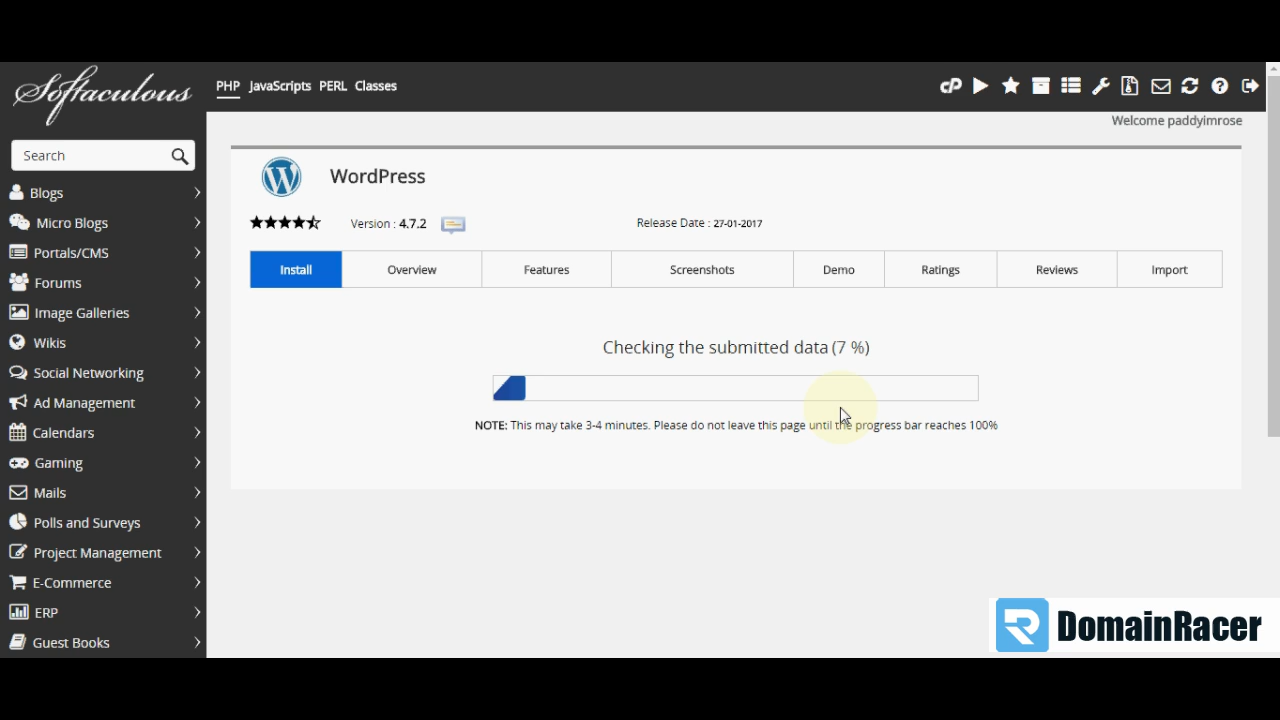 Softaculous
PHP JavaScripts PERL Classes
Welcome paddyimrose
Search
Blogs
Micro Blogs
Portals/CMS
Forums
Image Galleries
Wikis
Social Networking
Ad Management
Calendars
Gaming
Mails
Polls and Surveys
Project Management
E-Commerce
ERP
Guest Books
WordPress
Version : 4.7.2
Release Date : 27-01-2017
Install Overview Features Screenshots Demo Ratings Reviews Import
Checking the submitted data (7 %)
NOTE: This may take 3-4 minutes. Please do not leave this page until the progress bar reaches 100%
DomainRacer